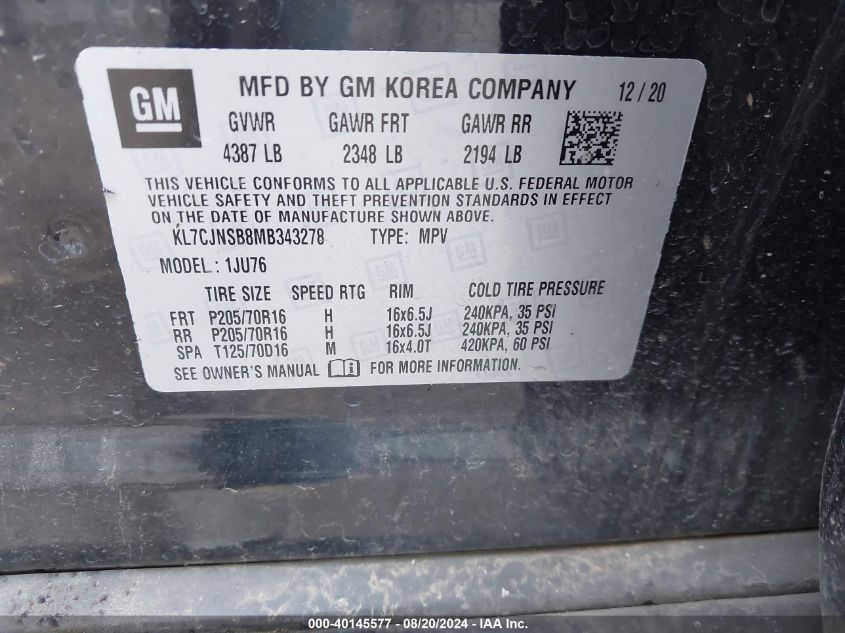 GM MFD BY GM KOREA COMPANY 12/20
GVWR GAWR FRT GAWR RR
4387 LB 2348 LB 2194 LB
THIS VEHICLE CONFORMS TO ALL APPLICABLE U.S. FEDERAL MOTOR
VEHICLE SAFETY AND THEFT PREVENTION STANDARDS IN EFFECT
ON THE DATE OF MANUFACTURE SHOWN ABOVE.
KL7CJNSB8MB343278 TYPE: MPV
MODEL: 1JU76
TIRE SIZE SPEED RTG RIM COLD TIRE PRESSURE
FRT P205/70R16 H 16x6.5J 240KPA, 35 PSI
RR P205/70R16 H 16x6.5J 240KPA, 35 PSI
SPA T125/70D16 M 16x4.0T 420KPA, 60 PSI
SEE OWNER'S MANUAL i FOR MORE INFORMATION.
000-40145577 - 08/20/2024 - IAA Inc.